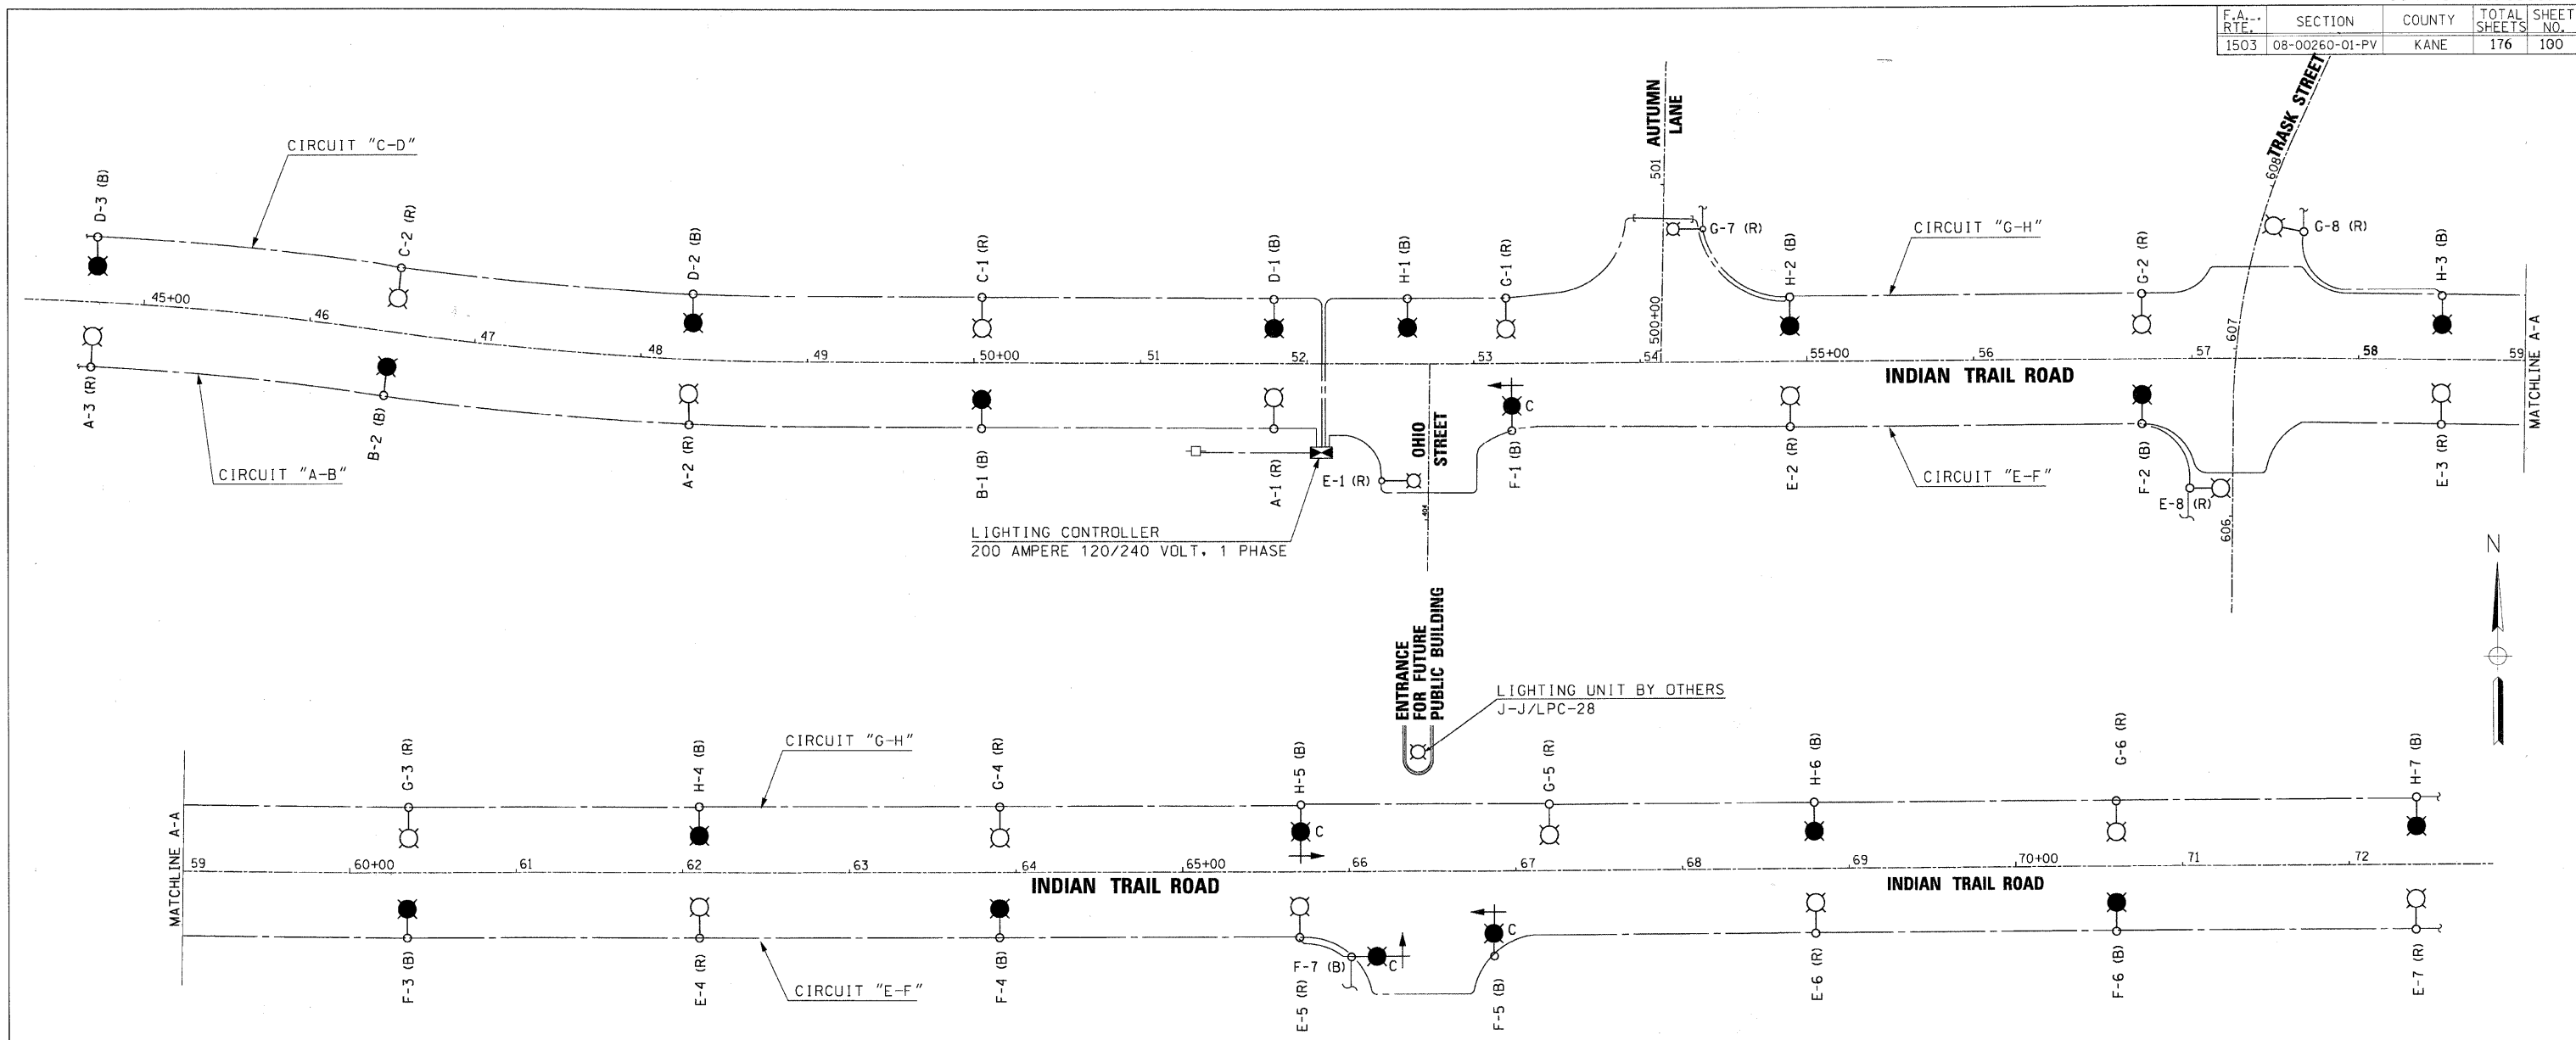 F.A.-. RTE. SECTION COUNTY TOTAL SHEETS SHEET NO.
1503 08-00260-01-PV KANE 176 100
CIRCUIT "C-D"
D-3 (B)
C-2 (R)
D-2 (B)
C-1 (R)
D-1 (B)
H-1 (B)
G-1 (R)
AUTUMN
LANE
501
500+00
G-7 (R)
H-2 (B)
CIRCUIT "G-H"
G-2 (R)
TRASK STREET
608
607
606
G-8 (R)
H-3 (B)
45+00 46 47 48 49 50+00 51 52 53 54 55+00 56 57 58 59
INDIAN TRAIL ROAD
MATCHLINE A-A
A-3 (R)
CIRCUIT "A-B"
B-2 (B)
A-2 (R)
B-1 (B)
A-1 (R)
E-1 (R)
OHIO
STREET
404
C
F-1 (B)
E-2 (R)
CIRCUIT "E-F"
F-2 (B)
E-8 (R)
E-3 (R)
LIGHTING CONTROLLER
200 AMPERE 120/240 VOLT, 1 PHASE
N
ENTRANCE
FOR FUTURE
PUBLIC BUILDING
LIGHTING UNIT BY OTHERS
J-J/LPC-28
MATCHLINE A-A
G-3 (R)
H-4 (B)
CIRCUIT "G-H"
G-4 (R)
H-5 (B)
C
G-5 (R)
H-6 (B)
G-6 (R)
H-7 (B)
59 60+00 61 62 63 64 65+00 66 67 68 69 70+00 71 72
INDIAN TRAIL ROAD
INDIAN TRAIL ROAD
F-3 (B)
E-4 (R)
CIRCUIT "E-F"
F-4 (B)
E-5 (R)
F-7 (B)
C
C
F-5 (B)
E-6 (R)
F-6 (B)
E-7 (R)